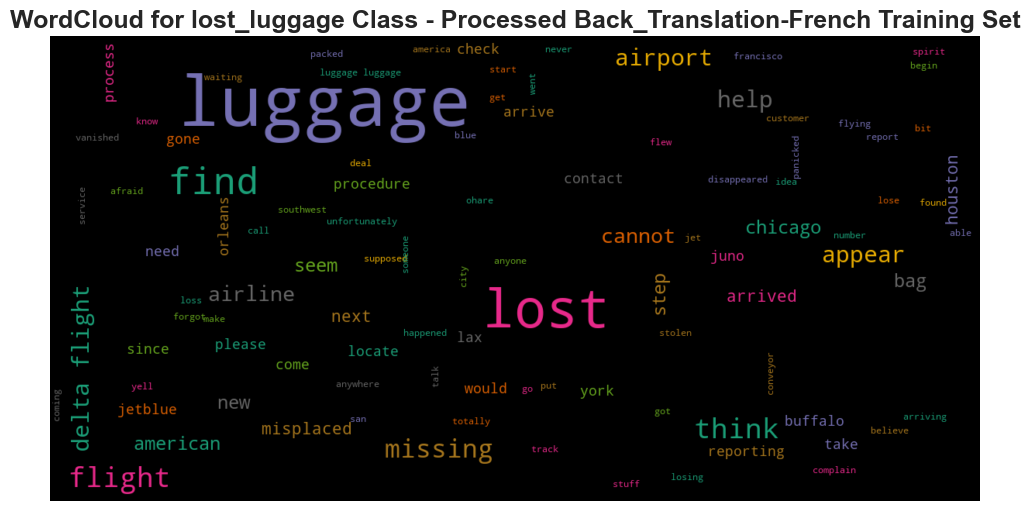 WordCloud for lost_luggage Class - Processed Back_Translation-French Training Set
process
packed
america
check
never
airport
francisco
spirit
begin
waiting
luggage luggage
start
went
luggage
get
arrive
help
customer
know
vanished
gone
blue
flew
flying
report
bit
panicked
deal
find
procedure
contact
disappeared
idea
houston
afraid
service
southwest
ohare
lose
found
orleans
call
unfortunately
cannot
jet
chicago
number
able
need
someone
seem
supposed
city
anyone
juno
appear
airline
loss
forgot
make
lost
step
arrived
bag
delta flight
next
happened
lax
stolen
since
please
locate
come
yell
anywhere
talk
would
go
put
york
conveyor
coming
jetblue
new
san
totally
got
buffalo
arriving
american
misplaced
missing
think
believe
take
reporting
track
flight
stuff
losing
complain